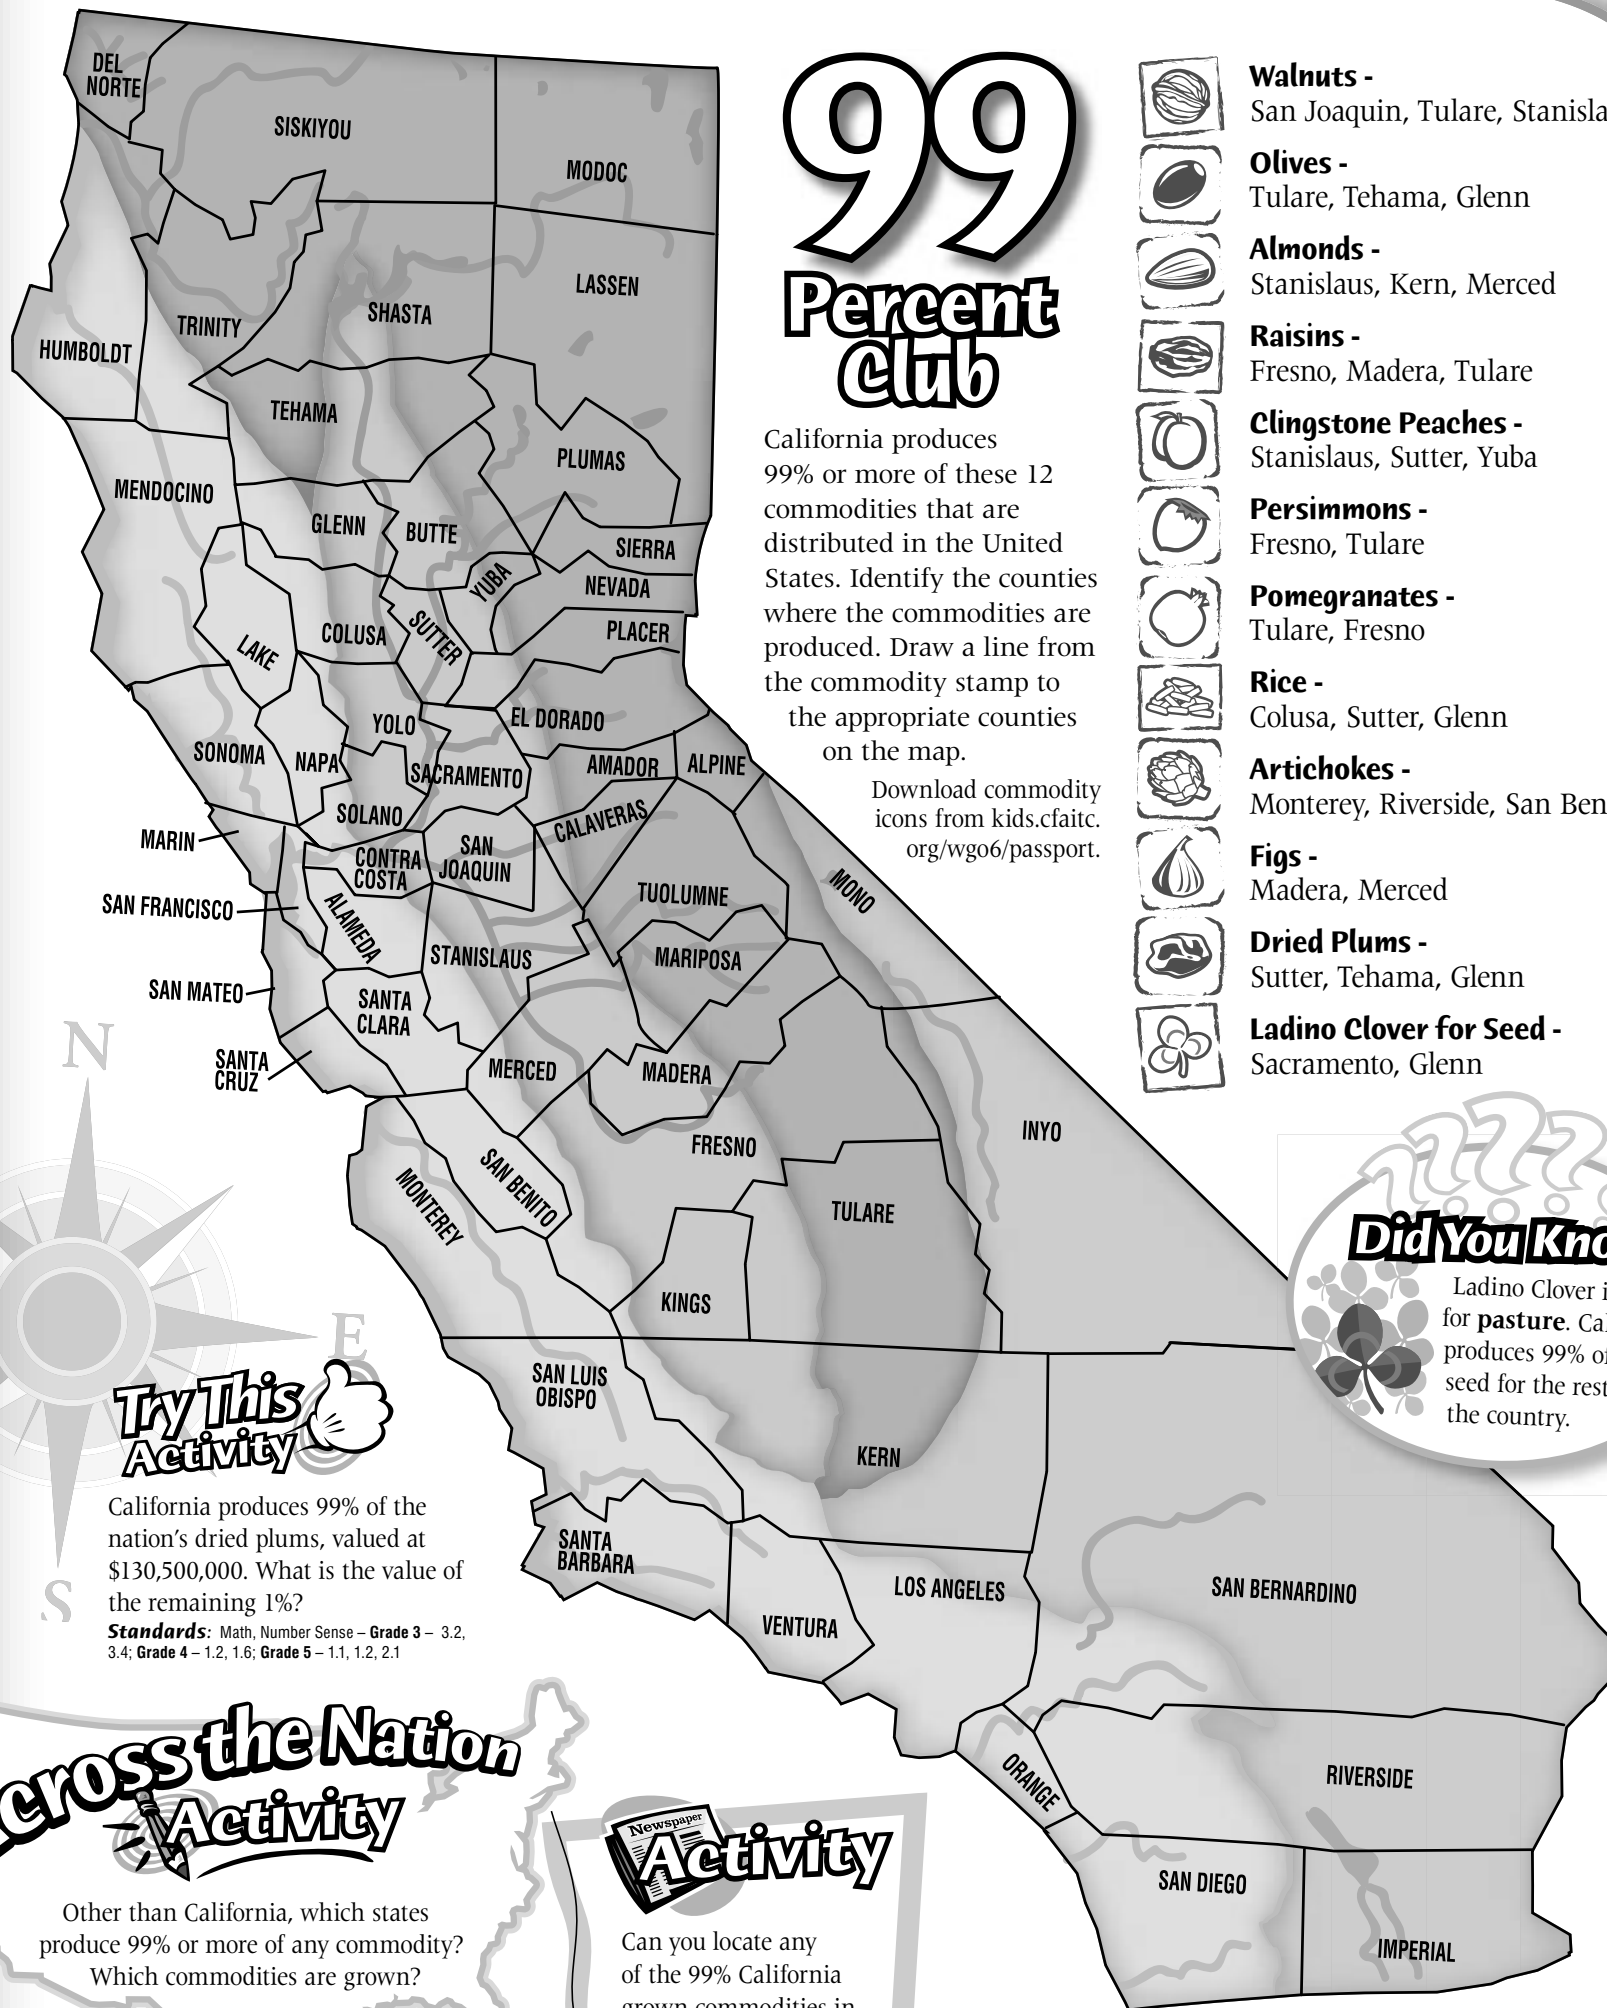 DEL
NORTE
SISKIYOU
MODOC
HUMBOLDT
TRINITY
SHASTA
LASSEN
TEHAMA
PLUMAS
MENDOCINO
GLENN
BUTTE
SIERRA
YUBA
NEVADA
PLACER
LAKE
COLUSA
SUTTER
SONOMA
NAPA
YOLO
EL DORADO
SACRAMENTO
AMADOR
ALPINE
SOLANO
CALAVERAS
MARIN
CONTRA
COSTA
SAN
JOAQUIN
TUOLUMNE
MONO
SAN FRANCISCO
ALAMEDA
STANISLAUS
MARIPOSA
SAN MATEO
SANTA
CLARA
SANTA
CRUZ
MERCED
MADERA
FRESNO
INYO
MONTEREY
SAN BENITO
TULARE
KINGS
SAN LUIS
OBISPO
KERN
SANTA
BARBARA
VENTURA
LOS ANGELES
SAN BERNARDINO
ORANGE
RIVERSIDE
SAN DIEGO
IMPERIAL
N
E
S
99
Percent
Club
California produces
99% or more of these 12
commodities that are
distributed in the United
States. Identify the counties
where the commodities are
produced. Draw a line from
the commodity stamp to
the appropriate counties
on the map.
Download commodity
icons from kids.cfaitc.
org/wgo6/passport.
Walnuts -
San Joaquin, Tulare, Stanisla
Olives -
Tulare, Tehama, Glenn
Almonds -
Stanislaus, Kern, Merced
Raisins -
Fresno, Madera, Tulare
Clingstone Peaches -
Stanislaus, Sutter, Yuba
Persimmons -
Fresno, Tulare
Pomegranates -
Tulare, Fresno
Rice -
Colusa, Sutter, Glenn
Artichokes -
Monterey, Riverside, San Ben
Figs -
Madera, Merced
Dried Plums -
Sutter, Tehama, Glenn
Ladino Clover for Seed -
Sacramento, Glenn
????
Did You Kno
Ladino Clover i
for pasture. Cal
produces 99% of
seed for the rest
the country.
Try This
Activity
California produces 99% of the
nation's dried plums, valued at
$130,500,000. What is the value of
the remaining 1%?
Standards: Math, Number Sense – Grade 3 – 3.2,
3.4; Grade 4 – 1.2, 1.6; Grade 5 – 1.1, 1.2, 2.1
cross the Nation
Activity
Other than California, which states
produce 99% or more of any commodity?
Which commodities are grown?
Newspaper
Activity
Can you locate any
of the 99% California
grown commodities in